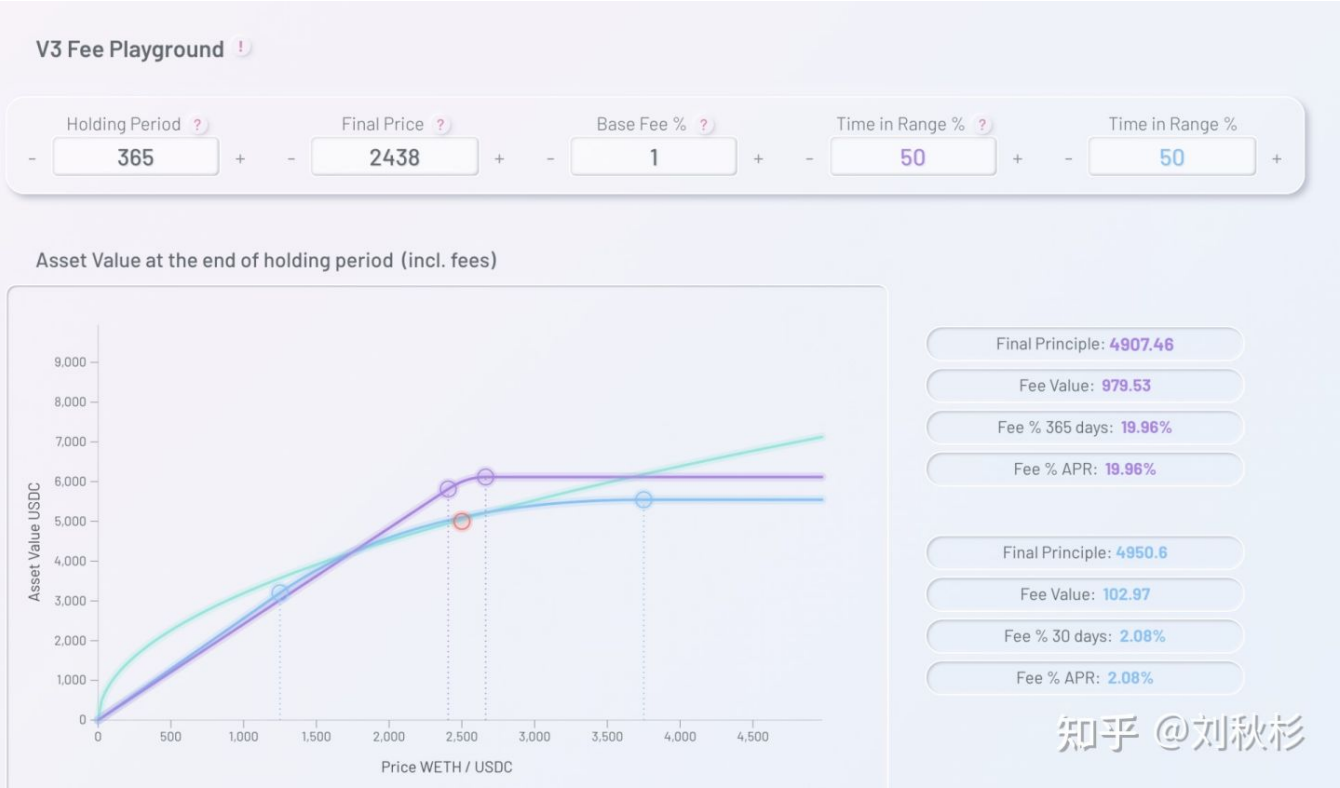 V3 Fee Playground !
Holding Period ? Final Price ? Base Fee % ? Time in Range % ? Time in Range %
- 365 + - 2438 + - 1 + - 50 + - 50 +
Asset Value at the end of holding period (incl. fees)
9,000
8,000
7,000
6,000
5,000
4,000
3,000
2,000
1,000
0
Asset Value USDC
0 500 1,000 1,500 2,000 2,500 3,000 3,500 4,000 4,500
Price WETH / USDC
Final Principle: 4907.46
Fee Value: 979.53
Fee % 365 days: 19.96%
Fee % APR: 19.96%
Final Principle: 4950.6
Fee Value: 102.97
Fee % 30 days: 2.08%
Fee % APR: 2.08%
知乎 @刘秋杉